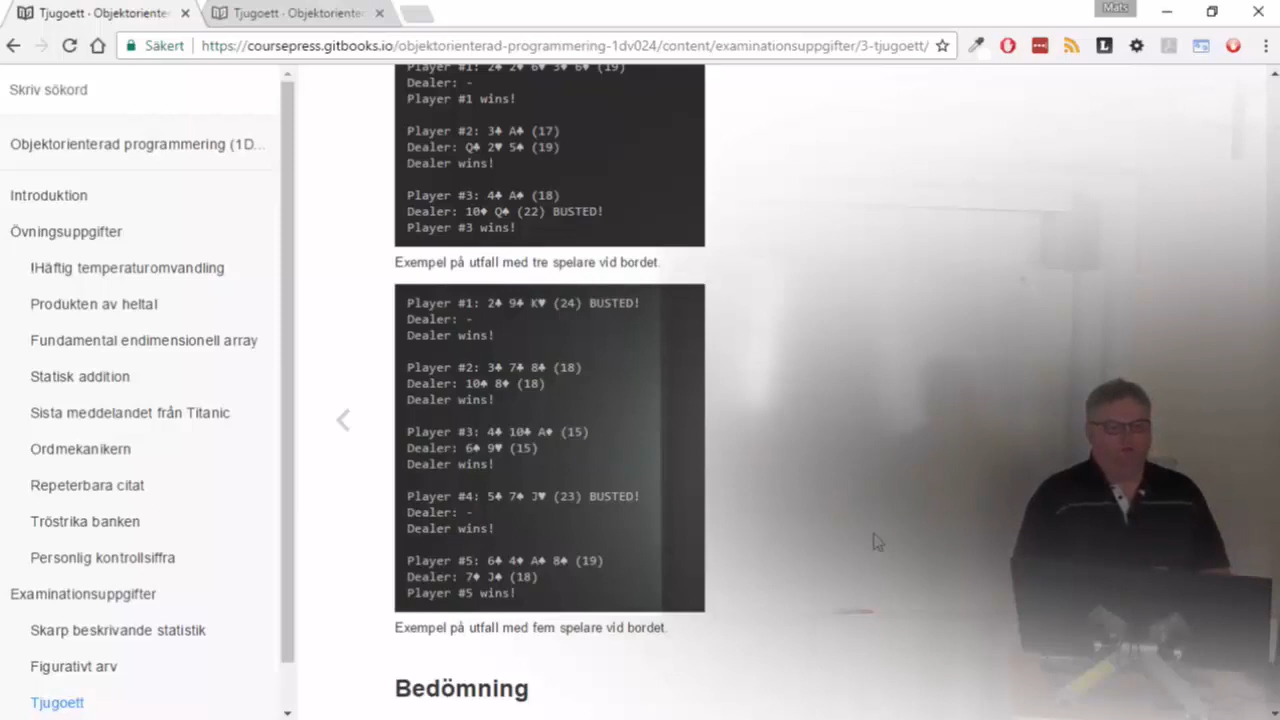 Tjugoett - Objektorienter
Tjugoett - Objektorienter
Mats
Säkert
https://coursepress.gitbooks.io/objektorienterad-programmering-1dv024/content/examinationsuppgifter/3-tjugoett/
Skriv sökord
Objektorienterad programmering (1D...
Introduktion
Övningsuppgifter
!Häftig temperaturomvandling
Produkten av heltal
Fundamental endimensionell array
Statisk addition
Sista meddelandet från Titanic
Ordmekanikern
Repeterbara citat
Tröstrika banken
Personlig kontrollsiffra
Examinationsuppgifter
Skarp beskrivande statistik
Figurativt arv
Tjugoett
Player #1: (19)
Dealer: -
Player #1 wins!
Player #2: 3♣ A♣ (17)
Dealer: Q♣ 2♥ 5♠ (19)
Dealer wins!
Player #3: 4♣ A♠ (18)
Dealer: 10♦ Q♠ (22) BUSTED!
Player #3 wins!
Exempel på utfall med tre spelare vid bordet.
Player #1: 2♣ 9♣ K♥ (24) BUSTED!
Dealer: -
Dealer wins!
Player #2: 3♣ 7♣ 8♣ (18)
Dealer: 10♠ 8♠ (18)
Dealer wins!
Player #3: 4♣ 10♣ A♦ (15)
Dealer: 6♠ 9♥ (15)
Dealer wins!
Player #4: 5♣ 7♠ J♥ (23) BUSTED!
Dealer: -
Dealer wins!
Player #5: 6♣ 4♦ A♠ 8♠ (19)
Dealer: 7♦ J♠ (18)
Player #5 wins!
Exempel på utfall med fem spelare vid bordet.
Bedömning